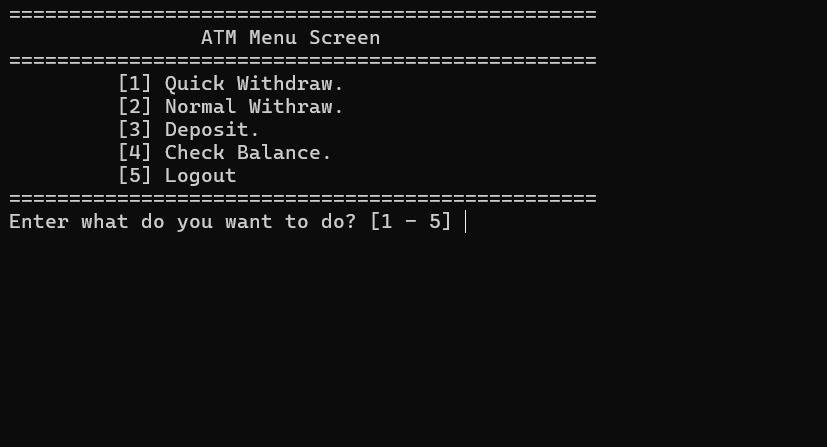 =================================================
ATM Menu Screen
=================================================
[1] Quick Withdraw.
[2] Normal Withraw.
[3] Deposit.
[4] Check Balance.
[5] Logout
=================================================
Enter what do you want to do? [1 - 5]